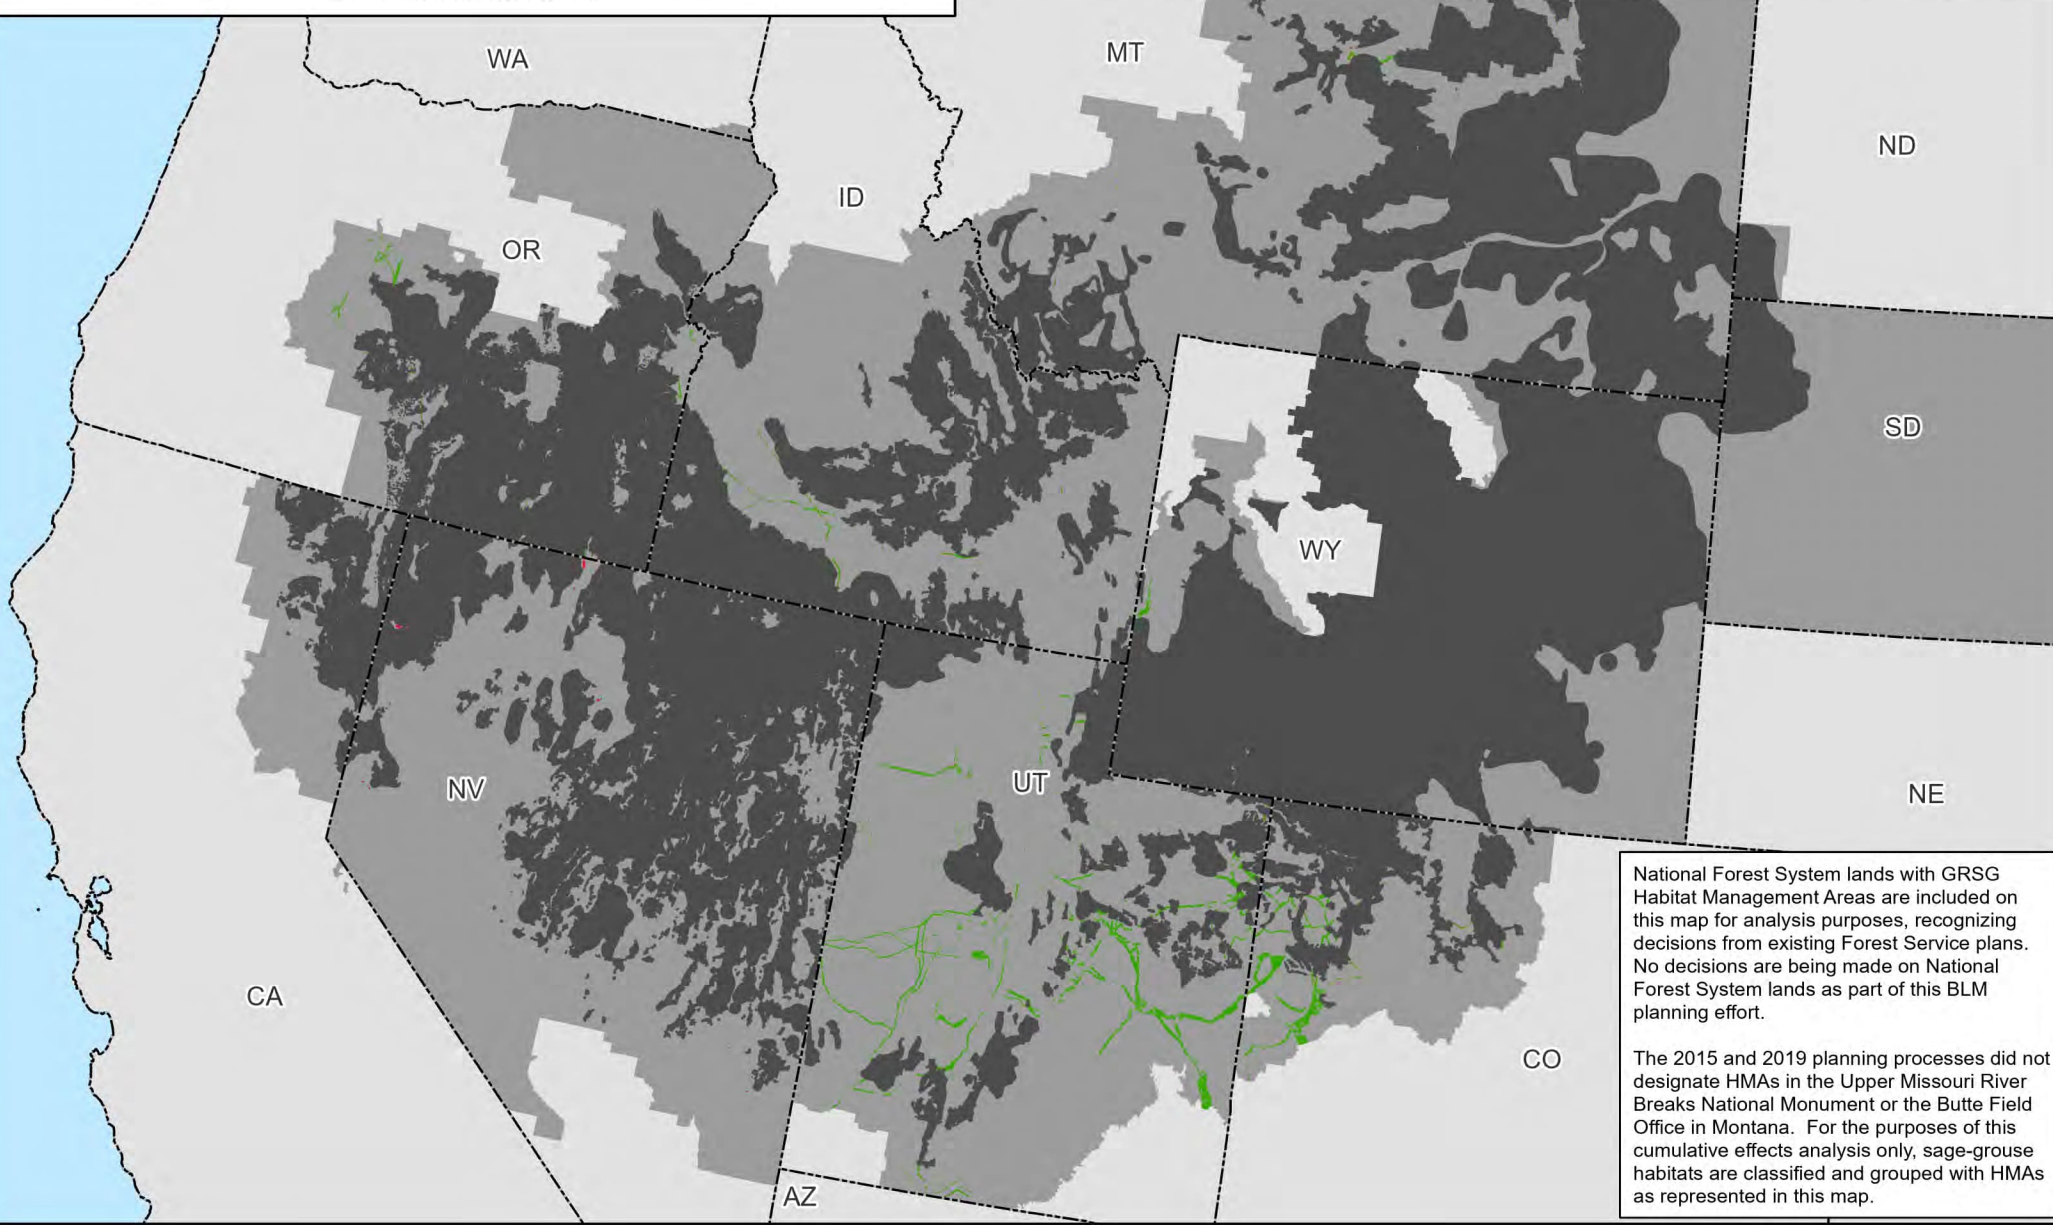 WA
MT
ND
ID
OR
SD
WY
NV
UT
NE
CA
CO
AZ
National Forest System lands with GRSG
Habitat Management Areas are included on
this map for analysis purposes, recognizing
decisions from existing Forest Service plans.
No decisions are being made on National
Forest System lands as part of this BLM
planning effort.
The 2015 and 2019 planning processes did not
designate HMAs in the Upper Missouri River
Breaks National Monument or the Butte Field
Office in Montana.  For the purposes of this
cumulative effects analysis only, sage-grouse
habitats are classified and grouped with HMAs
as represented in this map.